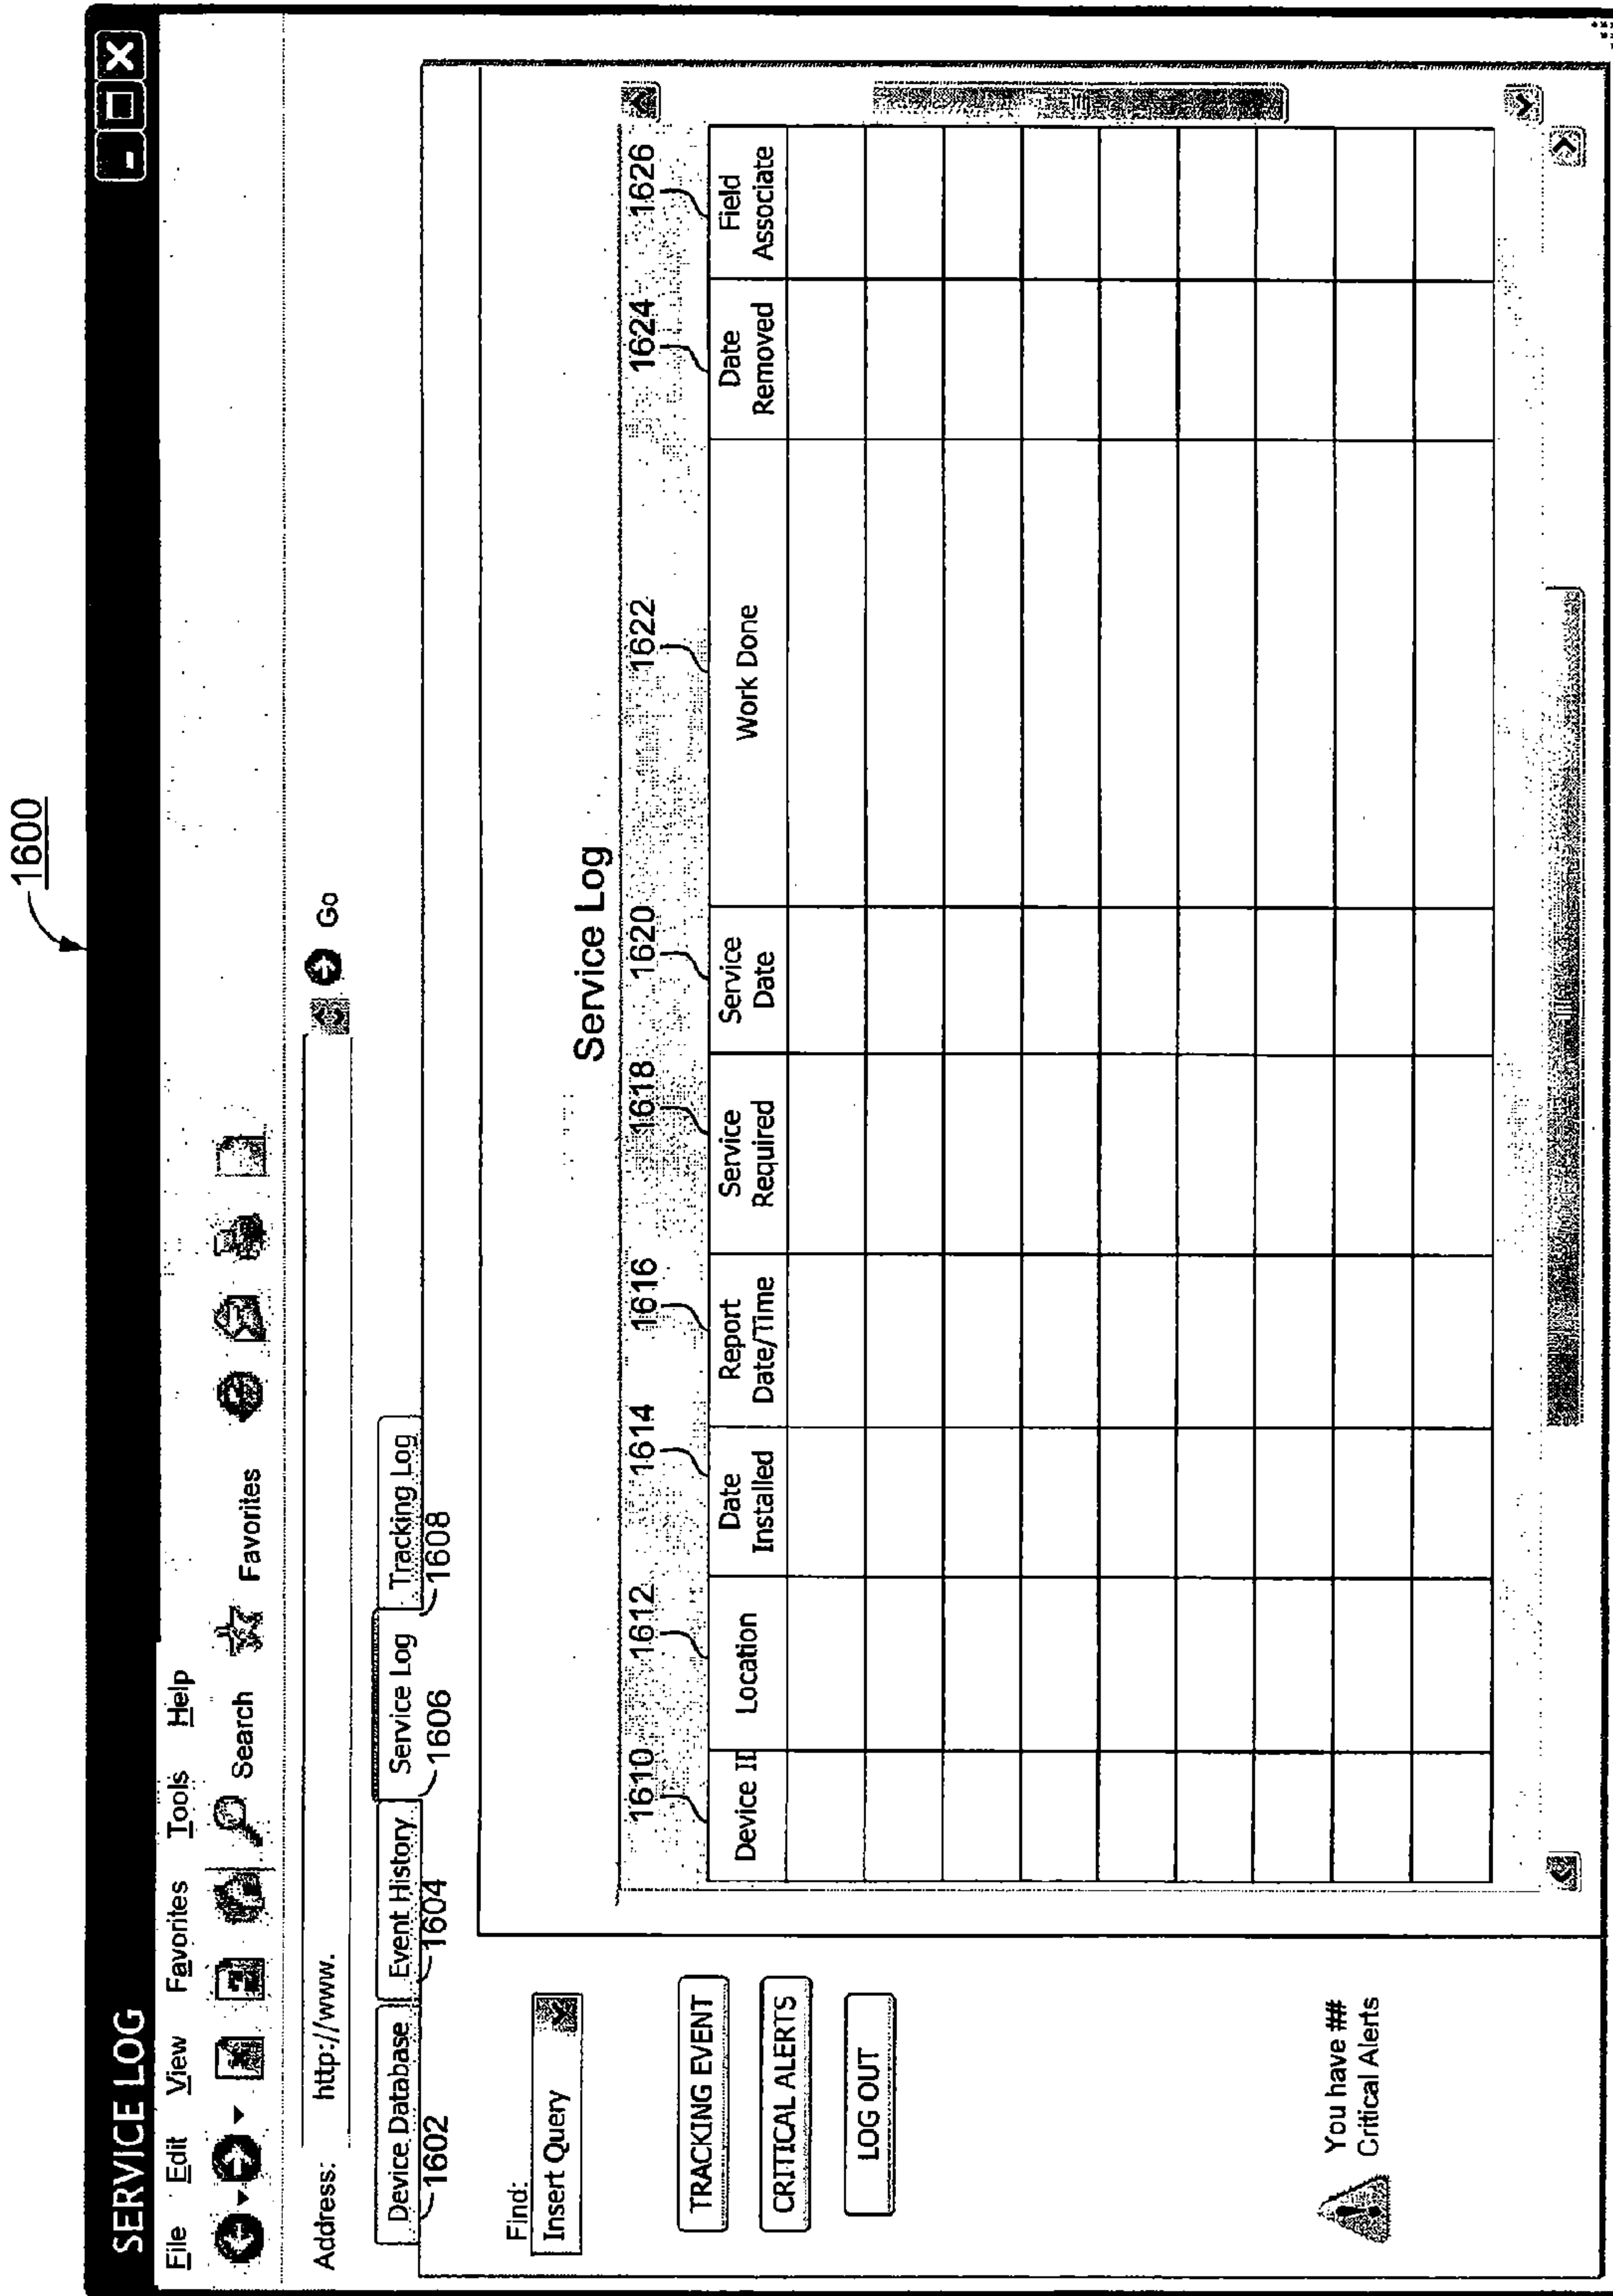 1600
SERVICE LOG
File Edit View Favorites Tools Help
Search Favorites
Address: http://www. Go
Device Database Event History Service Log Tracking Log
1602 1604 1606 1608
Find:
Insert Query
TRACKING EVENT
CRITICAL ALERTS
LOG OUT
You have ##
Critical Alerts
Service Log
1610 1612 1614 1616 1618 1620 1622 1624 1626
Device ID Location Date Installed Report Date/Time Service Required Service Date Work Done Date Removed Field Associate